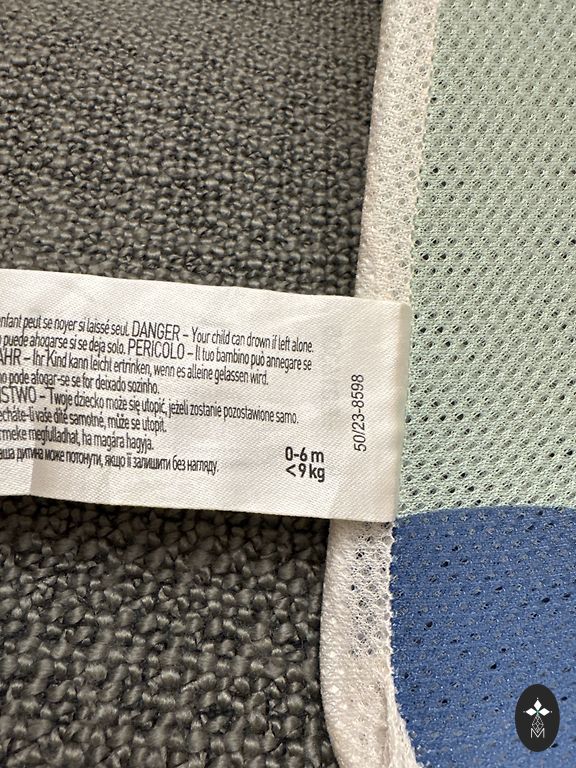 enfant peut se noyer si laissé seul. DANGER – Your child can drown if left alone.
puede ahogarse si se deja solo. PERICOLO – Il tuo bambino può annegare se
AHR – Ihr Kind kann leicht ertrinken, wenn es alleine gelassen wird.
no pode afogar-se se for deixado sozinho.
STWO – Twoje dziecko może się utopić, jeżeli zostanie pozostawione samo.
echáte-li vaše dítě samotné, může se utopit.
rmeke megfulladhat, ha magára hagyja.
аша дитина може потонути, якщо її залишити без нагляду.
0-6 m
<9 kg
50/23-8598
M